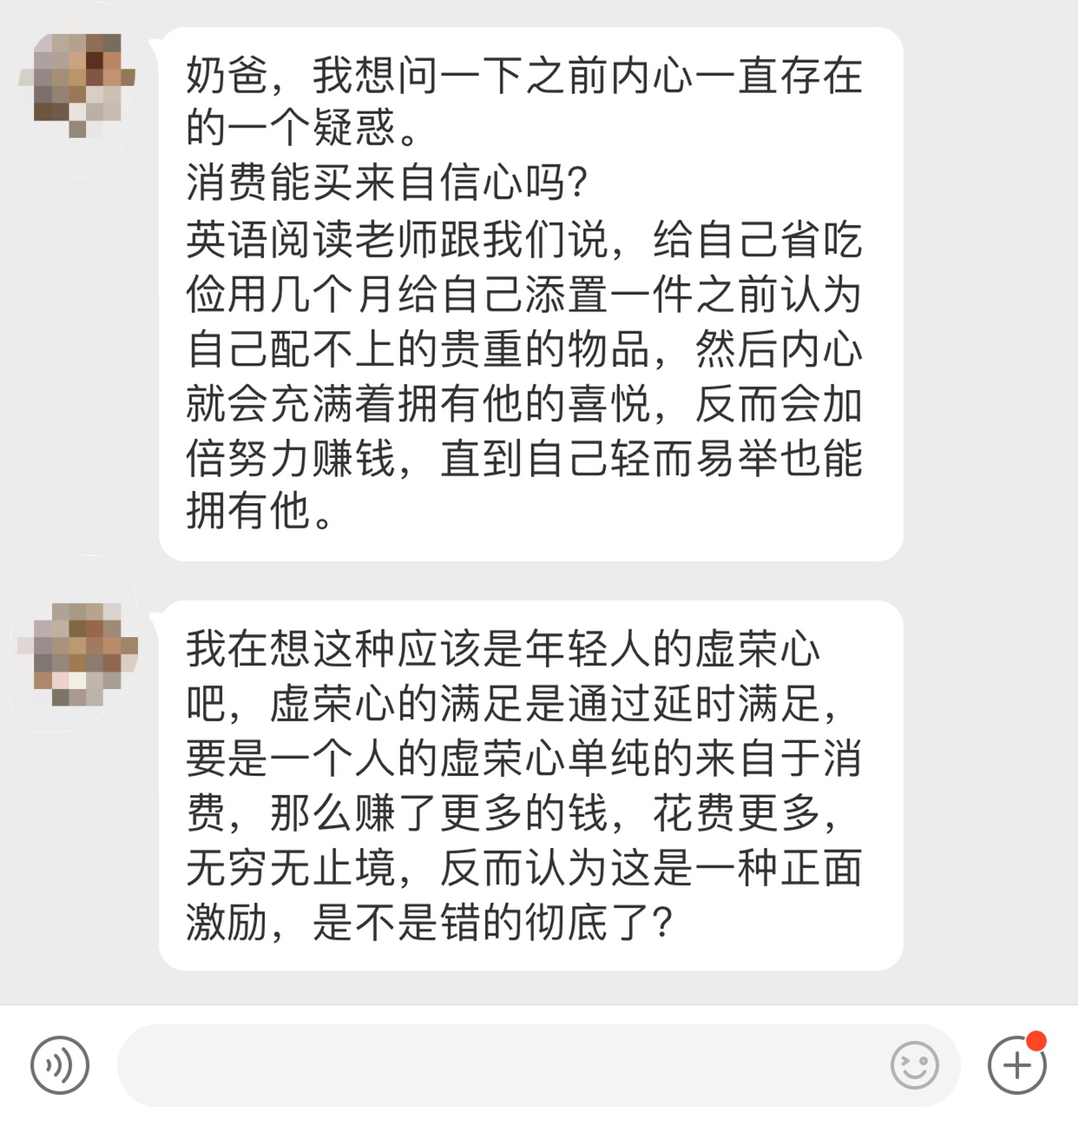 奶爸，我想问一下之前内心一直存在
的一个疑惑。
消费能买来自信心吗？
英语阅读老师跟我们说，给自己省吃
俭用几个月给自己添置一件之前认为
自己配不上的贵重的物品，然后内心
就会充满着拥有他的喜悦，反而会加
倍努力赚钱，直到自己轻而易举也能
拥有他。
我在想这种应该是年轻人的虚荣心
吧，虚荣心的满足是通过延时满足，
要是一个人的虚荣心单纯的来自于消
费，那么赚了更多的钱，花费更多，
无穷无止境，反而认为这是一种正面
激励，是不是错的彻底了？